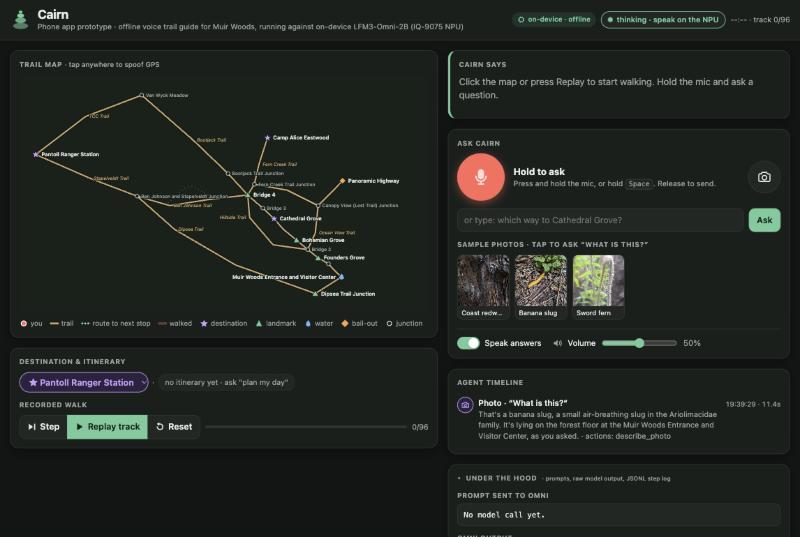 Cairn
Phone app prototype · offline voice trail guide for Muir Woods, running against on-device LFM3-Omni-2B (IQ-9075 NPU)
on-device · offline
thinking · speak on the NPU
--:-- · track 0/96
TRAIL MAP · tap anywhere to spoof GPS
Van Wyck Meadow
TCC Trail
Bootjack Trail
Camp Alice Eastwood
Pantoll Ranger Station
Fern Creek Trail
Bootjack Trail Junction
Stapelveldt Trail
Fern Creek Trail Junction
Panoramic Highway
Ben Johnson and Stapelveldt Junction
Bridge 4
Ben Johnson Trail
Bridge 3
Canopy View (Lost Trail) Junction
Hillside Trail
Cathedral Grove
Dipsea Trail
Ocean View Trail
Bohemian Grove
Bridge 2
Founders Grove
Muir Woods Entrance and Visitor Center
Dipsea Trail Junction
you
trail
route to next stop
walked
destination
landmark
water
bail-out
junction
DESTINATION & ITINERARY
Pantoll Ranger Station
no itinerary yet · ask "plan my day"
RECORDED WALK
Step
Replay track
Reset
0/96
CAIRN SAYS
Click the map or press Replay to start walking. Hold the mic and ask a
question.
ASK CAIRN
Hold to ask
Press and hold the mic, or hold Space. Release to send.
or type: which way to Cathedral Grove?
Ask
SAMPLE PHOTOS · TAP TO ASK "WHAT IS THIS?"
Coast redw...
Banana slug
Sword fern
Speak answers
Volume
50%
AGENT TIMELINE
Photo · "What is this?"
19:39:29 · 11.4s
That's a banana slug, a small air-breathing slug in the Ariolimacidae
family. It's lying on the forest floor at the Muir Woods Entrance and
Visitor Center, as you asked. · actions: describe_photo
UNDER THE HOOD · prompts, raw model output, JSONL step log
PROMPT SENT TO OMNI
No model call yet.